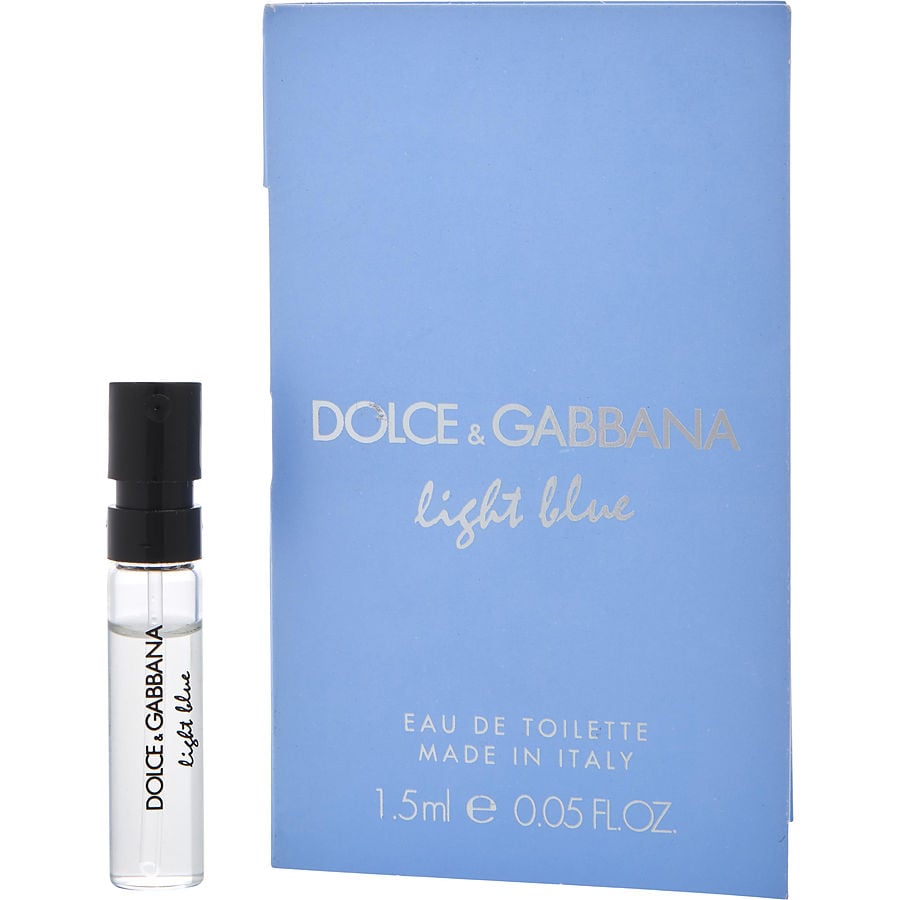 DOLCE & GABBANA
light blue
EAU DE TOILETTE
MADE IN ITALY
1.5ml e 0.05 FL.OZ.
DOLCE & GABBANA
light blue